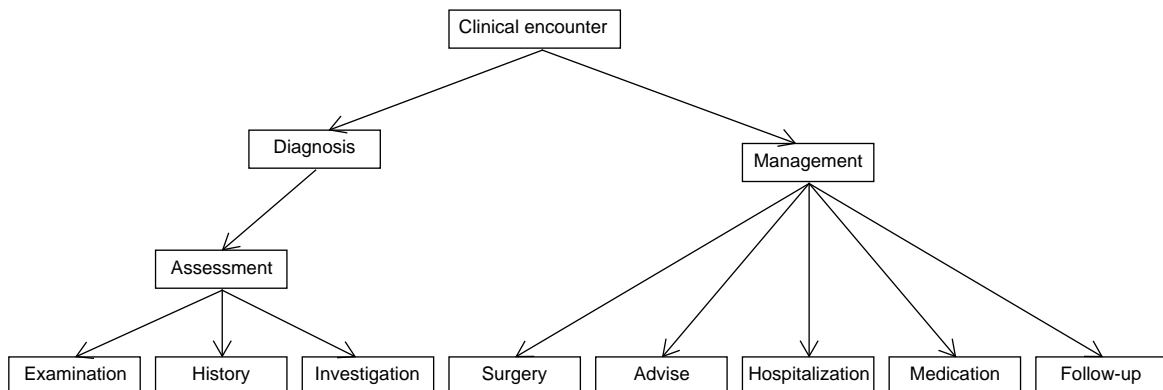 Clinical encounter
Diagnosis
Management
Assessment
Examination
History
Investigation
Surgery
Advise
Hospitalization
Medication
Follow-up